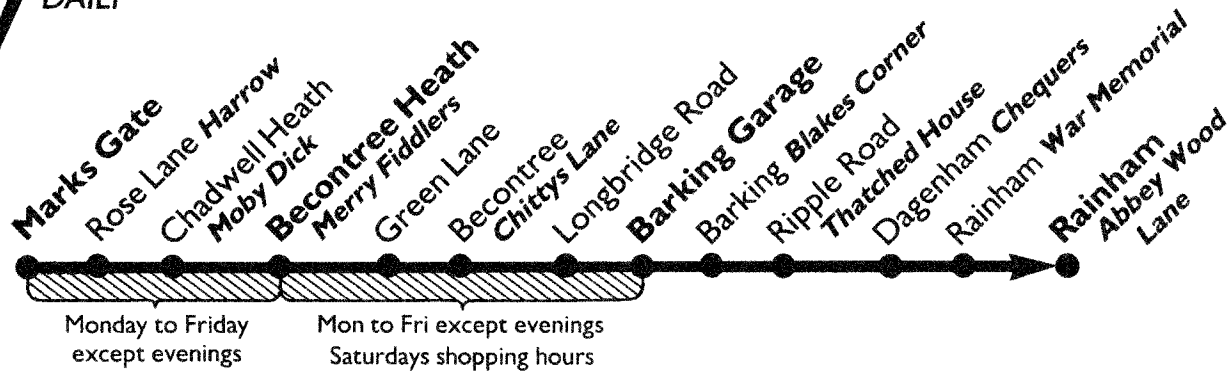 DAILY
Marks Gate
Rose Lane Harrow
Chadwell Heath
Moby Dick
Becontree Heath
Merry Fiddlers
Green Lane
Becontree
Chittys Lane
Longbridge Road
Barking Garage
Barking Blakes Corner
Ripple Road
Thatched House
Dagenham Chequers
Rainham War Memorial
Rainham
Abbey Wood
Lane
Monday to Friday
except evenings
Mon to Fri except evenings
Saturdays shopping hours